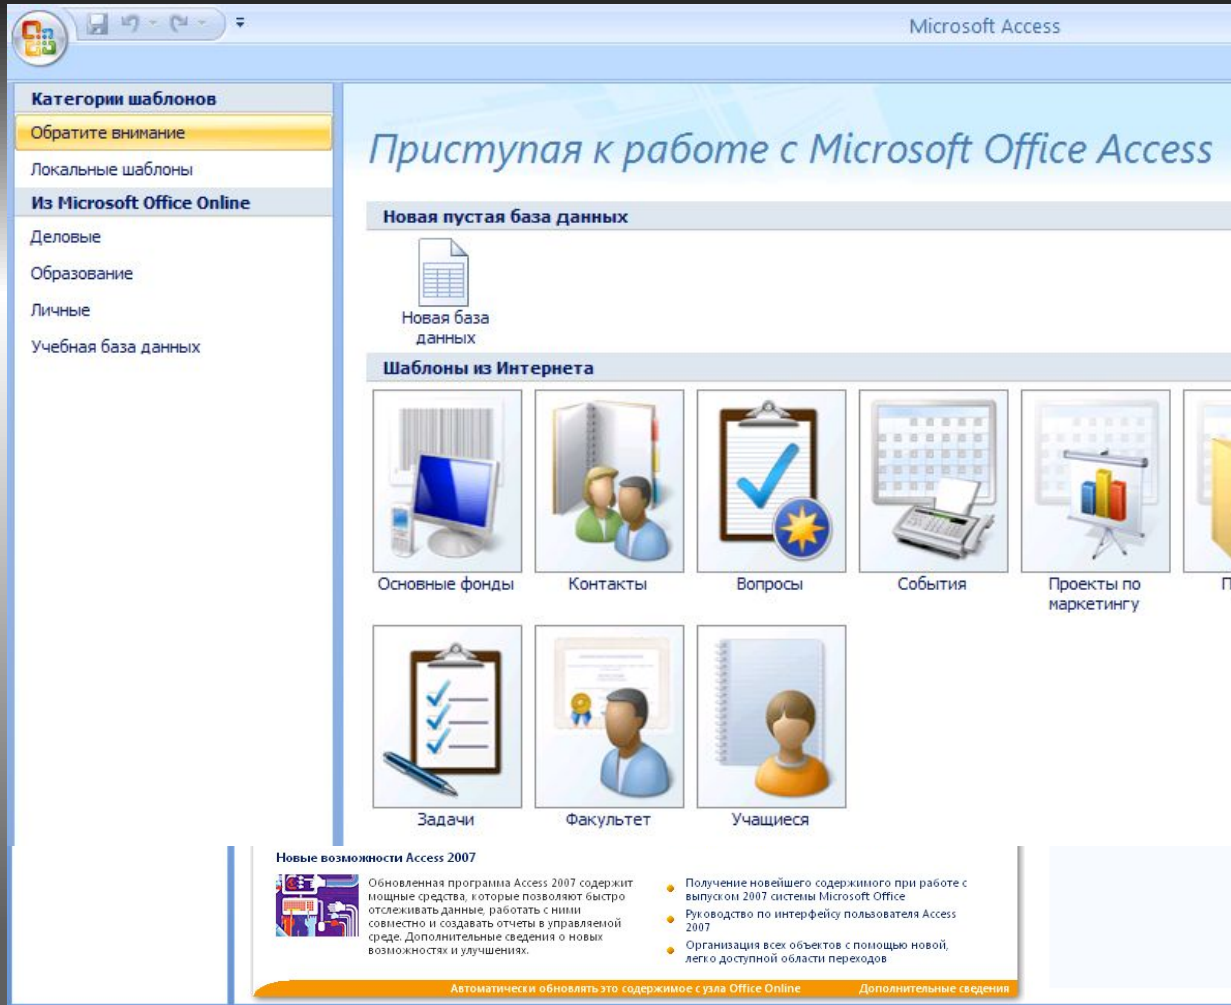 Microsoft Access
Категории шаблонов
Обратите внимание
Локальные шаблоны
Из Microsoft Office Online
Деловые
Образование
Личные
Учебная база данных
Приступая к работе с Microsoft Office Access
Новая пустая база данных
Новая база
данных
Шаблоны из Интернета
Основные фонды
Контакты
Вопросы
События
Проекты по
маркетингу
Задачи
Факультет
Учащиеся
Новые возможности Access 2007
Обновленная программа Access 2007 содержит
мощные средства, которые позволяют быстро
отслеживать данные, работать с ними
совместно и создавать отчеты в управляемой
среде. Дополнительные сведения о новых
возможностях и улучшениях.
Получение новейшего содержимого при работе с
выпуском 2007 системы Microsoft Office
Руководство по интерфейсу пользователя Access
2007
Организация всех объектов с помощью новой,
легко доступной области переходов
Автоматически обновлять это содержимое с узла Office Online
Дополнительные сведения